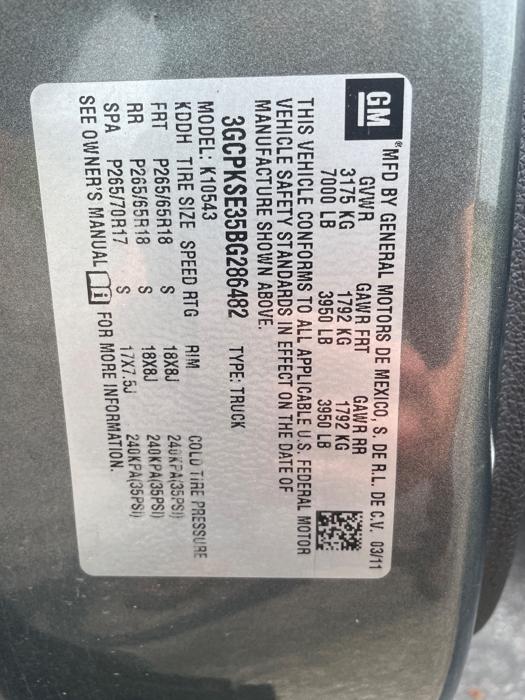 GM
®MFD BY GENERAL MOTORS DE MEXICO, S. DE R.L. DE C.V. 03/11
GVWR GAWR FRT GAWR RR
3175 KG 1792 KG 1792 KG
7000 LB 3950 LB 3950 LB
THIS VEHICLE CONFORMS TO ALL APPLICABLE U.S. FEDERAL MOTOR
VEHICLE SAFETY STANDARDS IN EFFECT ON THE DATE OF
MANUFACTURE SHOWN ABOVE.
3GCPKSE35BG286482 TYPE: TRUCK
MODEL: K10543
KDDH TIRE SIZE SPEED RTG RIM COLD TIRE PRESSURE
FRT P265/65R18 S 18X8J 240KPA(35PSI)
RR P265/65R18 S 18X8J 240KPA(35PSI)
SPA P265/70R17 S 17X7.5J 240KPA(35PSI)
SEE OWNER'S MANUAL i FOR MORE INFORMATION.